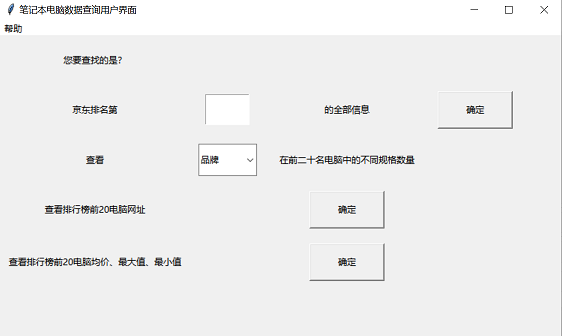 笔记本电脑数据查询用户界面
帮助
您要查找的是?
京东排名第 的全部信息 确定
查看 品牌 在前二十名电脑中的不同规格数量
查看排行榜前20电脑网址 确定
查看排行榜前20电脑均价、最大值、最小值 确定